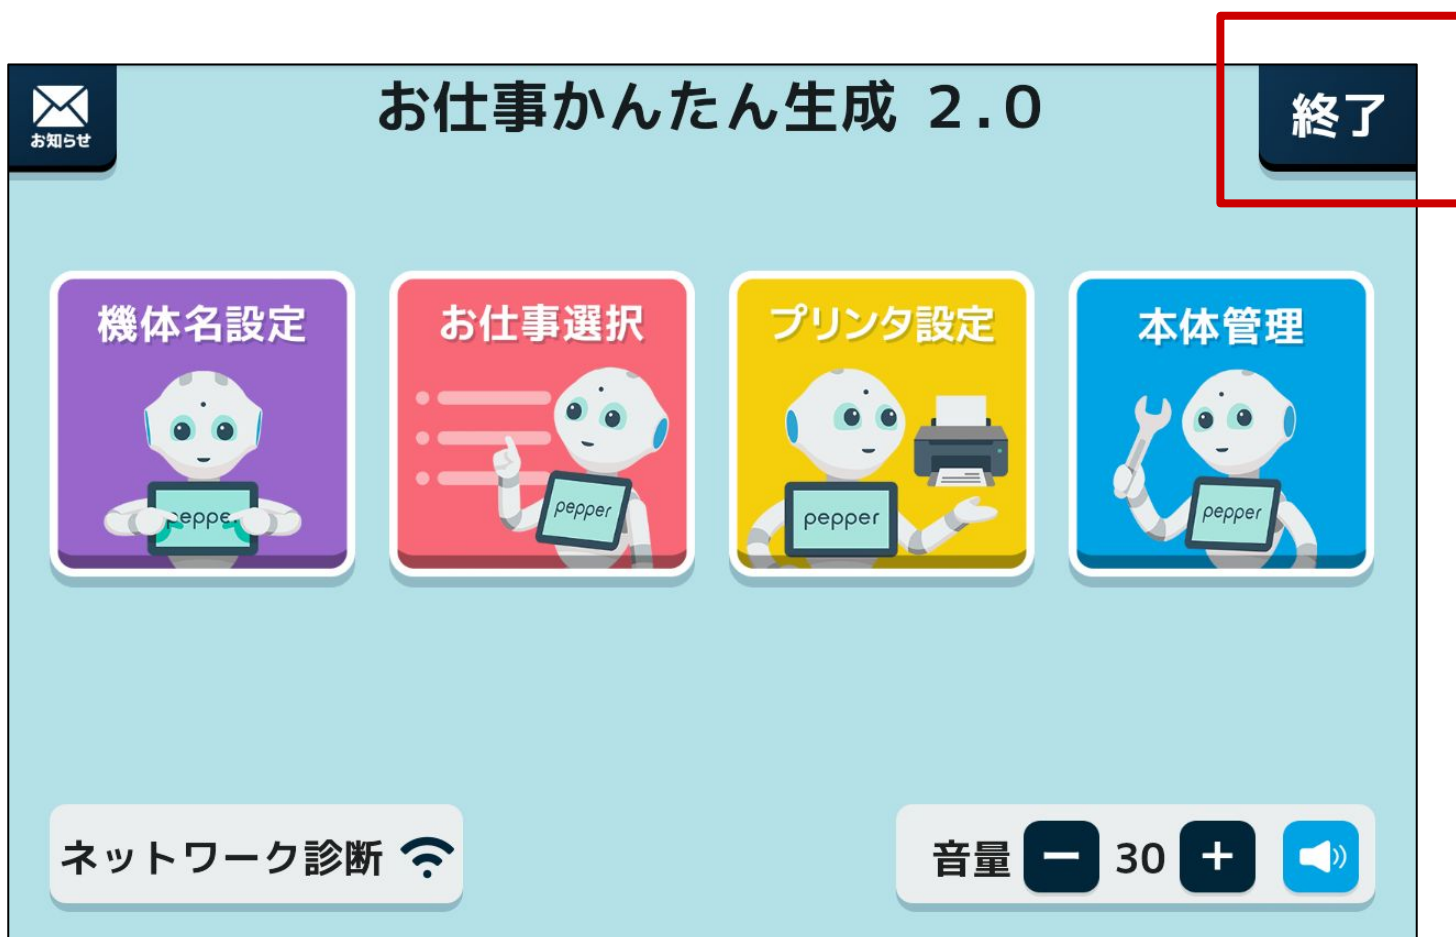 お知らせ
お仕事かんたん生成 2.0
終了
機体名設定
お仕事選択
プリンタ設定
本体管理
peppe
pepper
pepper
pepper
ネットワーク診断
音量 － 30 ＋